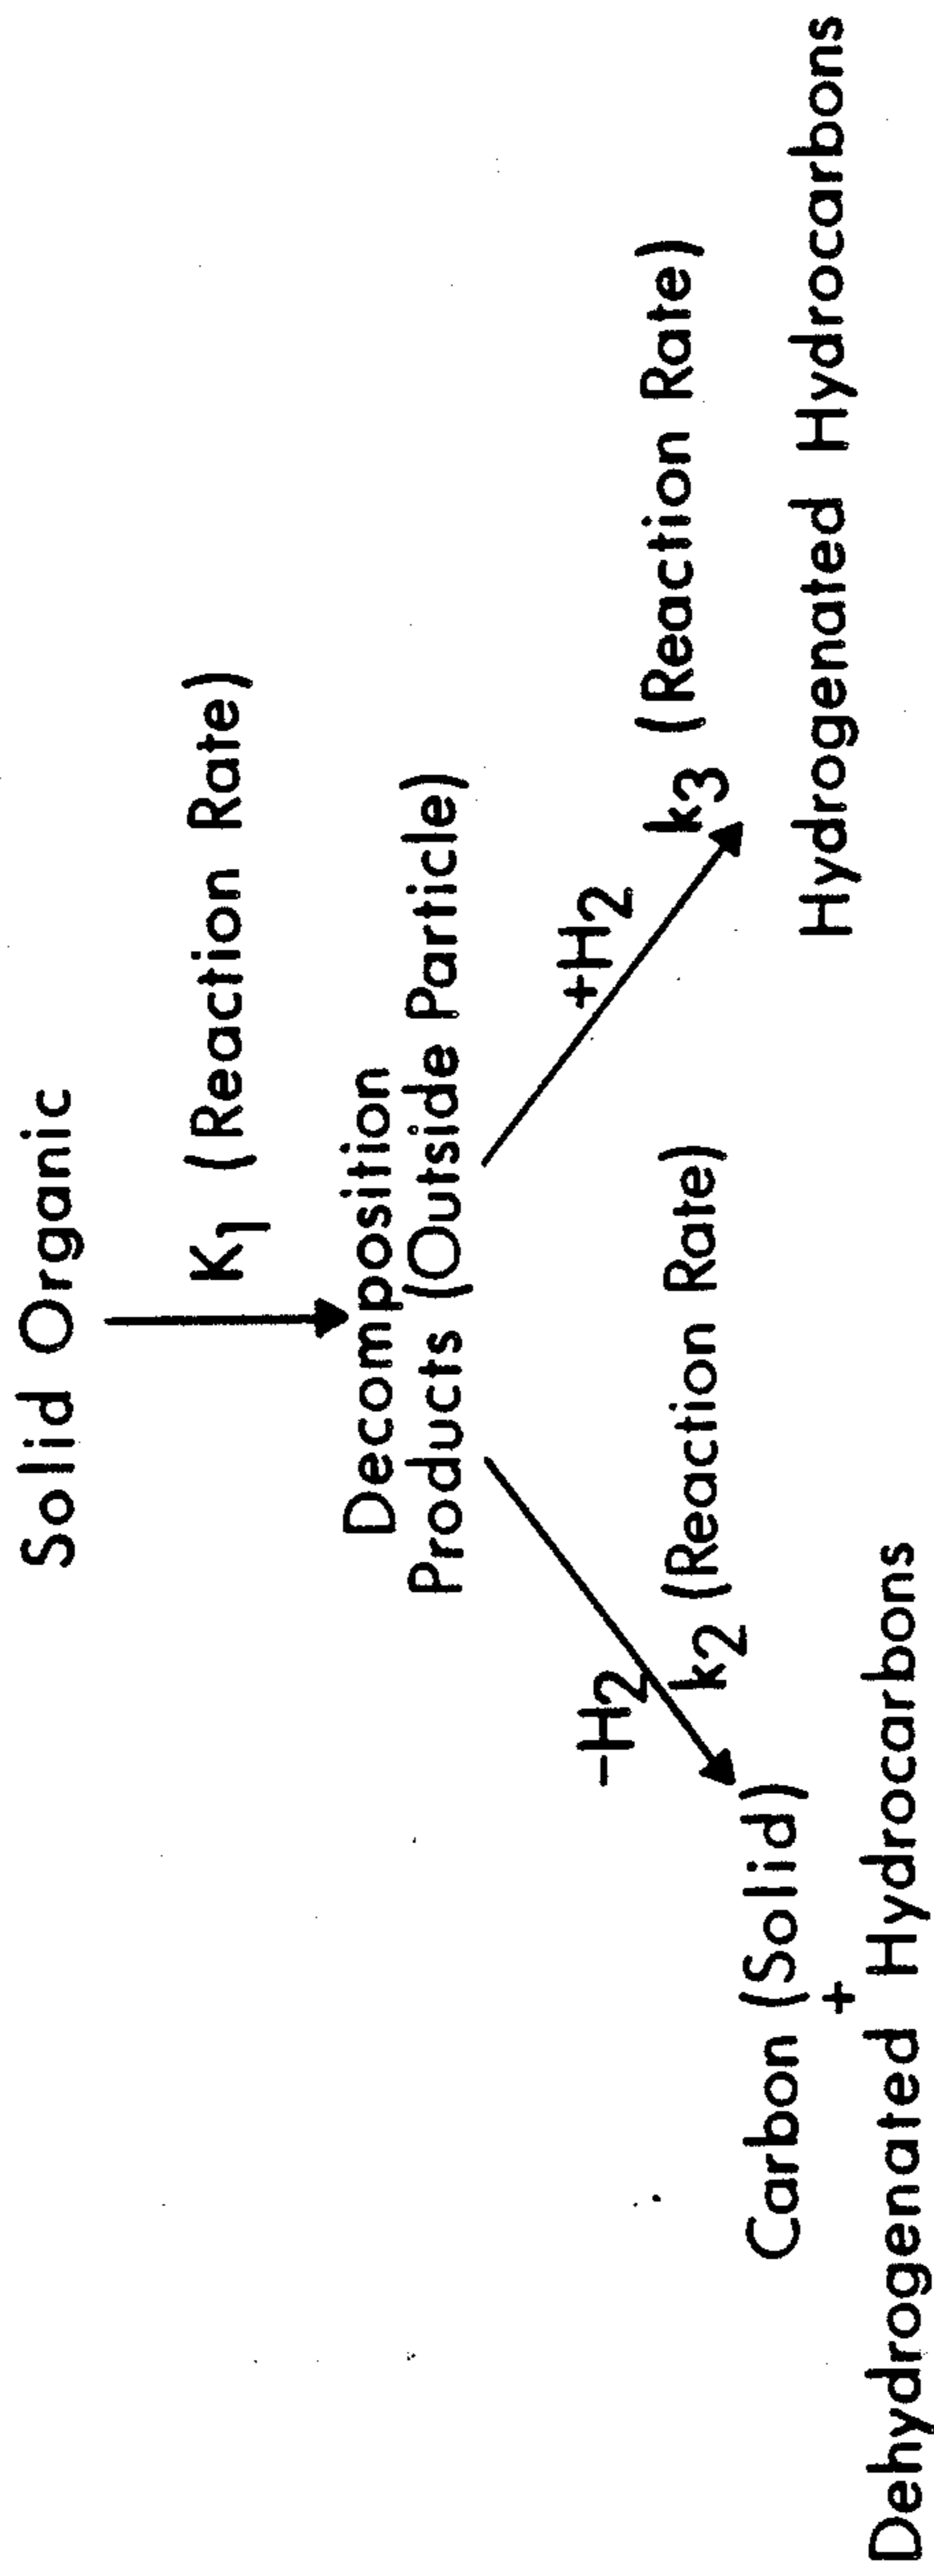 Solid Organic
K1 (Reaction Rate)
Decomposition
Products (Outside Particle)
-H2
k2 (Reaction Rate)
+H2
k3 (Reaction Rate)
Carbon (Solid)
+
Dehydrogenated Hydrocarbons
Hydrogenated Hydrocarbons